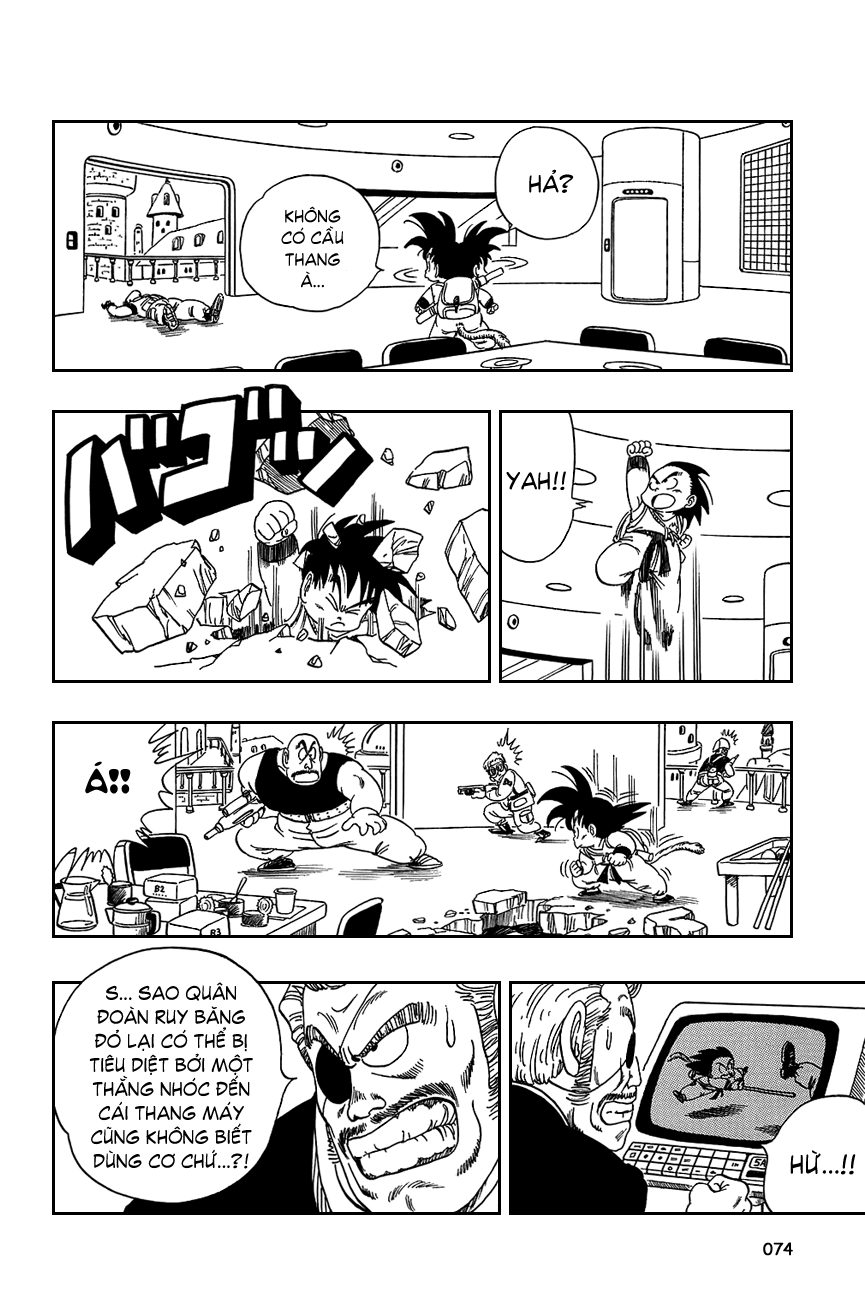 HẢ?
KHÔNG
CÓ CẦU
THANG
À...
YAH!!
バゴッ
Á!!
B2
B3
HỪ...!!
S... SAO QUÂN
ĐOÀN RUY BĂNG
ĐỎ LẠI CÓ THỂ BỊ
TIÊU DIỆT BỞI MỘT
THẰNG NHÓC ĐẾN
CÁI THANG MÁY
CŨNG KHÔNG BIẾT
DÙNG CƠ CHỨ...?!
074